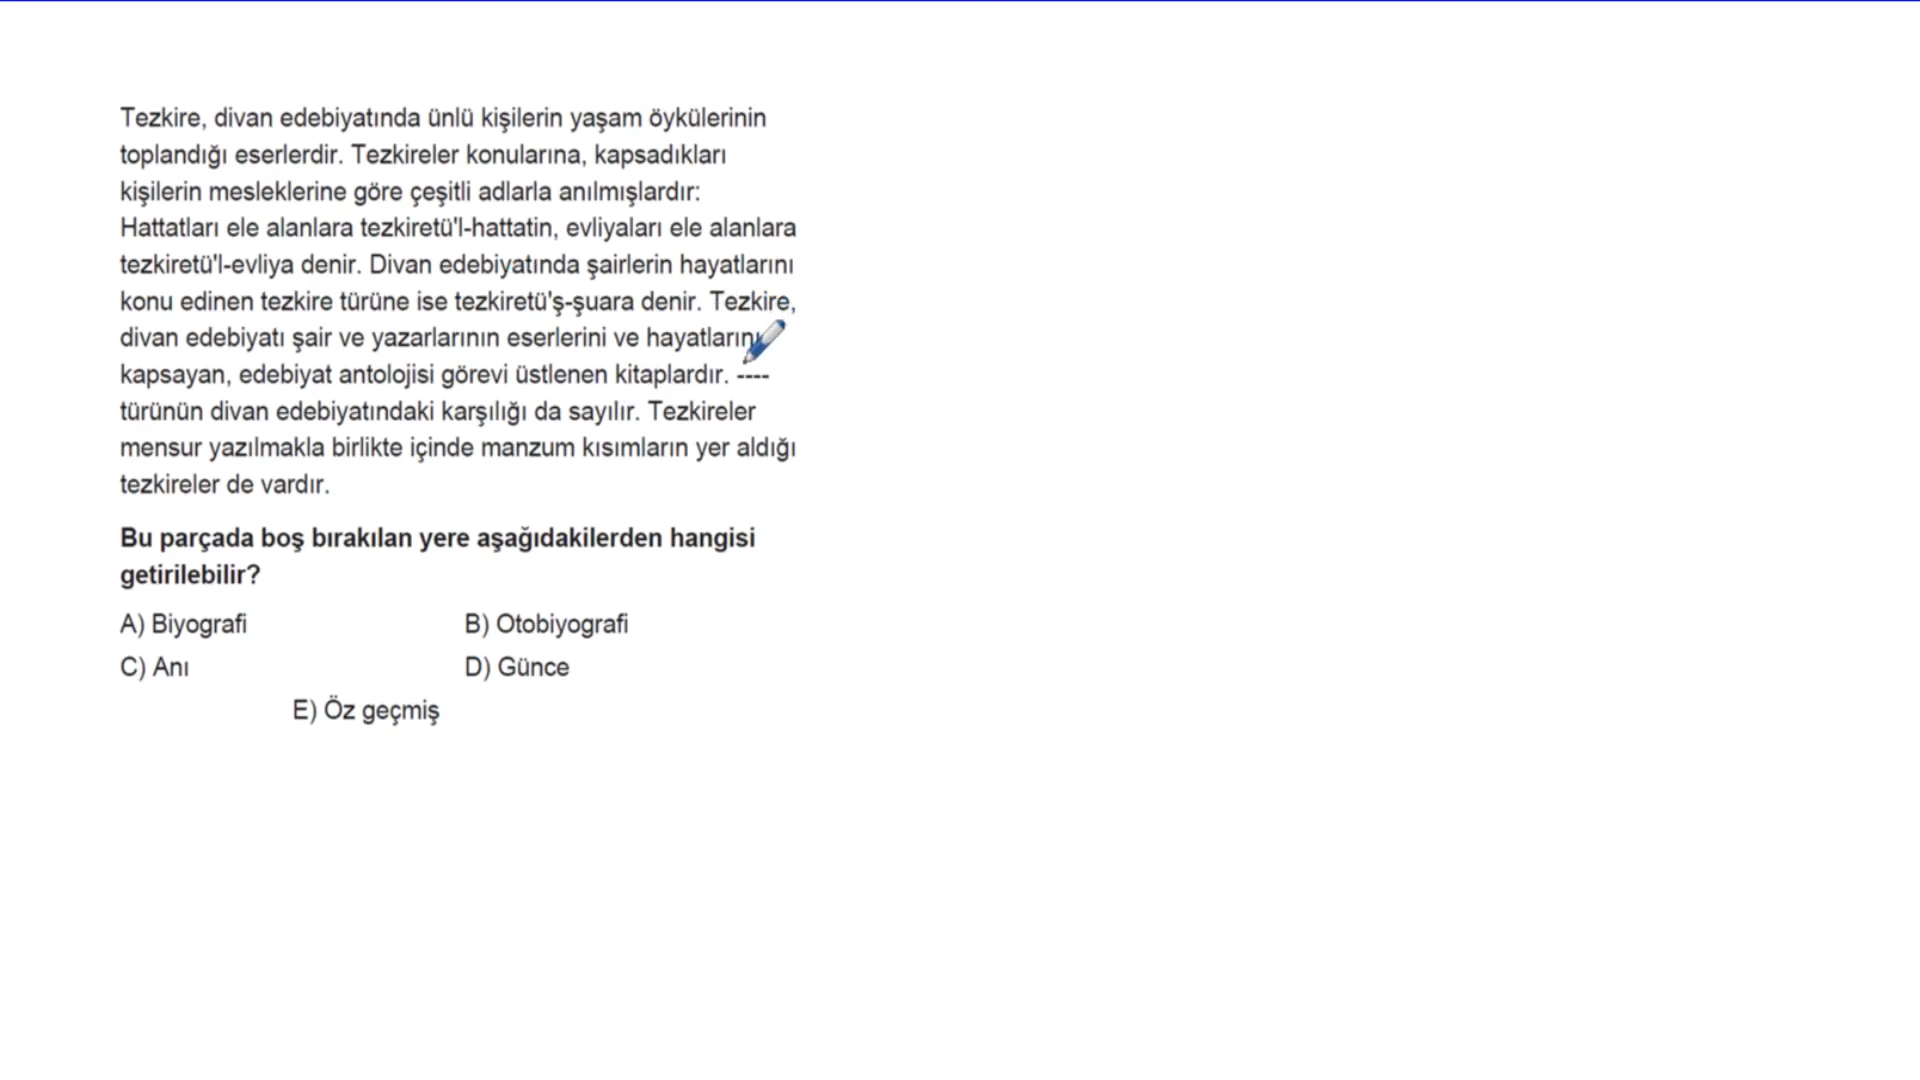 Tezkire, divan edebiyatında ünlü kişilerin yaşam öykülerinin
toplandığı eserlerdir. Tezkireler konularına, kapsadıkları
kişilerin mesleklerine göre çeşitli adlarla anılmışlardır:
Hattatları ele alanlara tezkiretü'l-hattatin, evliyaları ele alanlara
tezkiretü'l-evliya denir. Divan edebiyatında şairlerin hayatlarını
konu edinen tezkire türüne ise tezkiretü'ş-şuara denir. Tezkire,
divan edebiyatı şair ve yazarlarının eserlerini ve hayatlarını
kapsayan, edebiyat antolojisi görevi üstlenen kitaplardır. ----
türünün divan edebiyatındaki karşılığı da sayılır. Tezkireler
mensur yazılmakla birlikte içinde manzum kısımların yer aldığı
tezkireler de vardır.
Bu parçada boş bırakılan yere aşağıdakilerden hangisi
getirilebilir?
A) Biyografi B) Otobiyografi
C) Anı D) Günce
E) Öz geçmiş